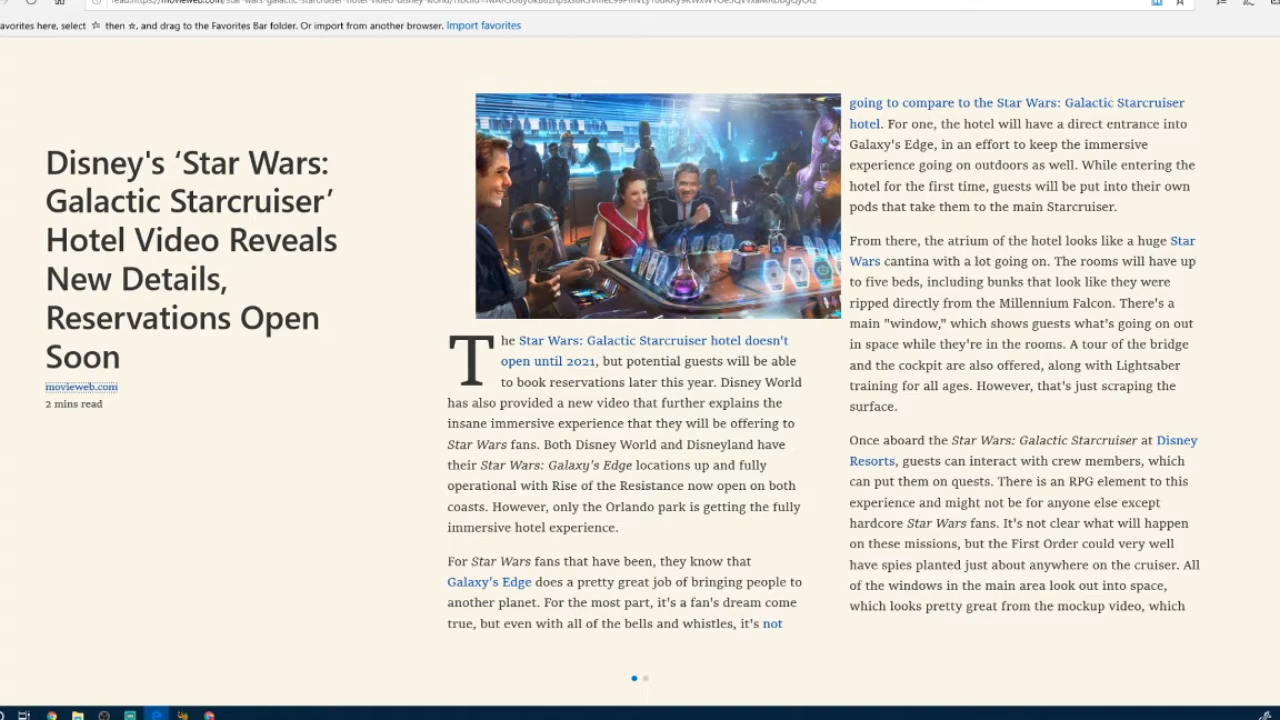 avorites here, select ☆ then ☆, and drag to the Favorites Bar folder. Or import from another browser. Import favorites
Disney's ‘Star Wars:
Galactic Starcruiser’
Hotel Video Reveals
New Details,
Reservations Open
Soon
movieweb.com
2 mins read
The Star Wars: Galactic Starcruiser hotel doesn't
open until 2021, but potential guests will be able
to book reservations later this year. Disney World
has also provided a new video that further explains the
insane immersive experience that they will be offering to
Star Wars fans. Both Disney World and Disneyland have
their Star Wars: Galaxy's Edge locations up and fully
operational with Rise of the Resistance now open on both
coasts. However, only the Orlando park is getting the fully
immersive hotel experience.
For Star Wars fans that have been, they know that
Galaxy's Edge does a pretty great job of bringing people to
another planet. For the most part, it's a fan's dream come
true, but even with all of the bells and whistles, it's not
going to compare to the Star Wars: Galactic Starcruiser
hotel. For one, the hotel will have a direct entrance into
Galaxy's Edge, in an effort to keep the immersive
experience going on outdoors as well. While entering the
hotel for the first time, guests will be put into their own
pods that take them to the main Starcruiser.
From there, the atrium of the hotel looks like a huge Star
Wars cantina with a lot going on. The rooms will have up
to five beds, including bunks that look like they were
ripped directly from the Millennium Falcon. There's a
main "window," which shows guests what's going on out
in space while they're in the rooms. A tour of the bridge
and the cockpit are also offered, along with Lightsaber
training for all ages. However, that's just scraping the
surface.
Once aboard the Star Wars: Galactic Starcruiser at Disney
Resorts, guests can interact with crew members, which
can put them on quests. There is an RPG element to this
experience and might not be for anyone else except
hardcore Star Wars fans. It's not clear what will happen
on these missions, but the First Order could very well
have spies planted just about anywhere on the cruiser. All
of the windows in the main area look out into space,
which looks pretty great from the mockup video, which